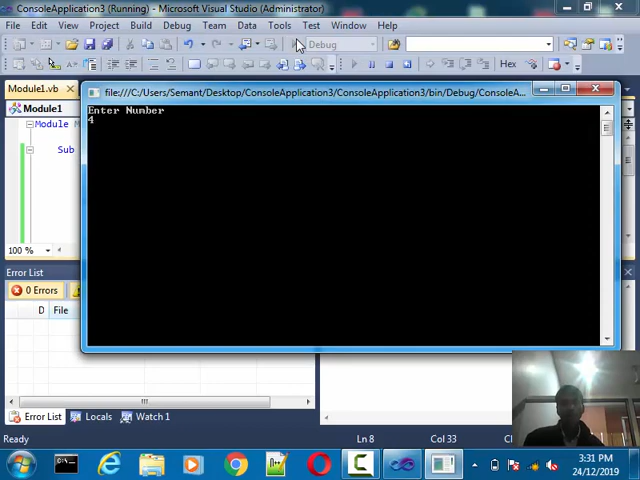 ConsoleApplication3 (Running) - Microsoft Visual Studio (Administrator)
File Edit View Project Build Debug Team Data Tools Test Window Help
Debug
Hex
Module1.vb
file:///C:/Users/Semant/Desktop/ConsoleApplication3/ConsoleApplication3/bin/Debug/ConsoleA...
Module1
Enter Number
Module
4
Sub
100 %
Error List
0 Errors
D File
Error List Locals Watch 1
Ready Ln 8 Col 33
3:31 PM
24/12/2019